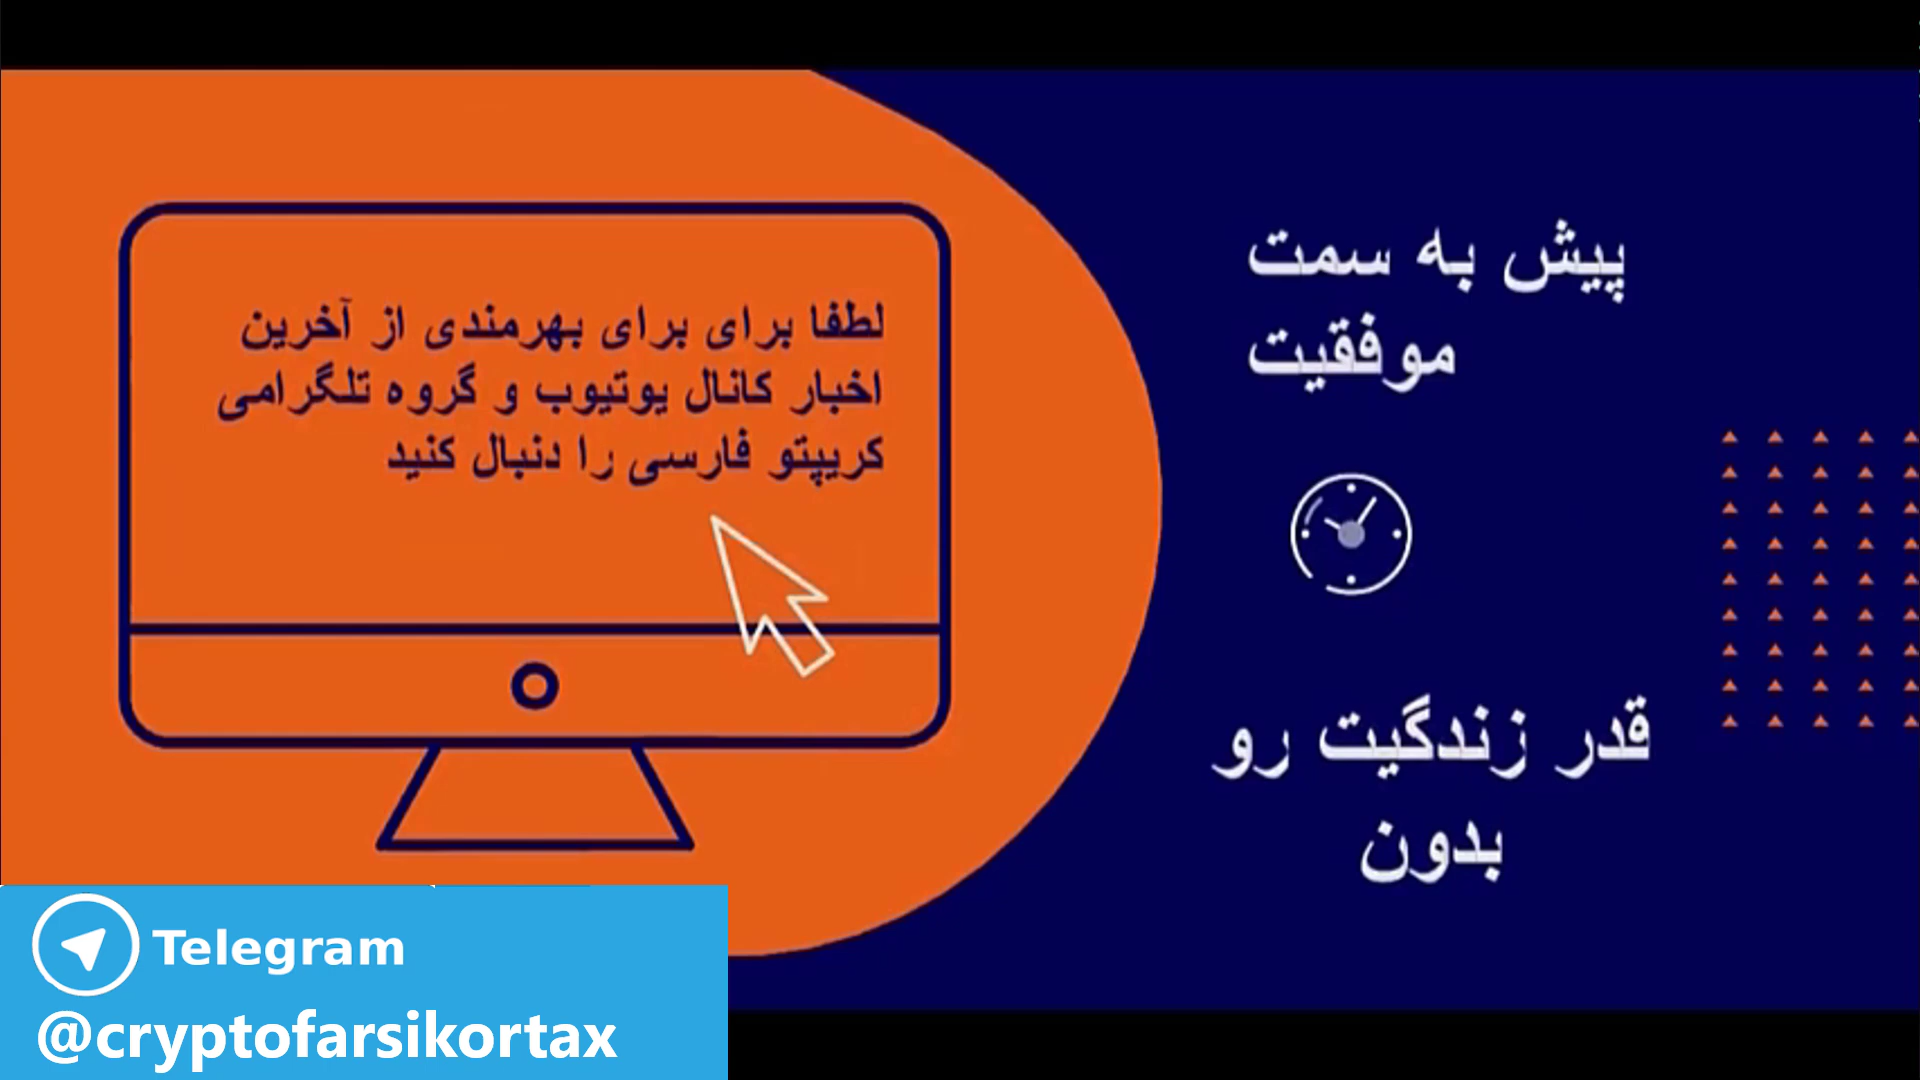 لطفا برای برای بهرمندی از آخرین
اخبار کانال یوتیوب و گروه تلگرامی
کریپتو فارسی را دنبال کنید
پیش به سمت
موفقیت
قدر زندگیت رو
بدون
Telegram
@cryptofarsikortax